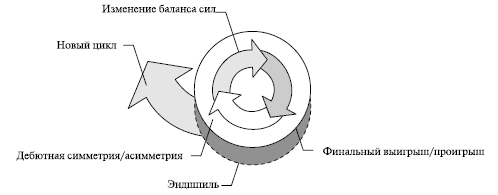 Изменение баланса сил
Новый цикл
Дебютная симметрия/асимметрия
Финальный выигрыш/проигрыш
Эндшпиль